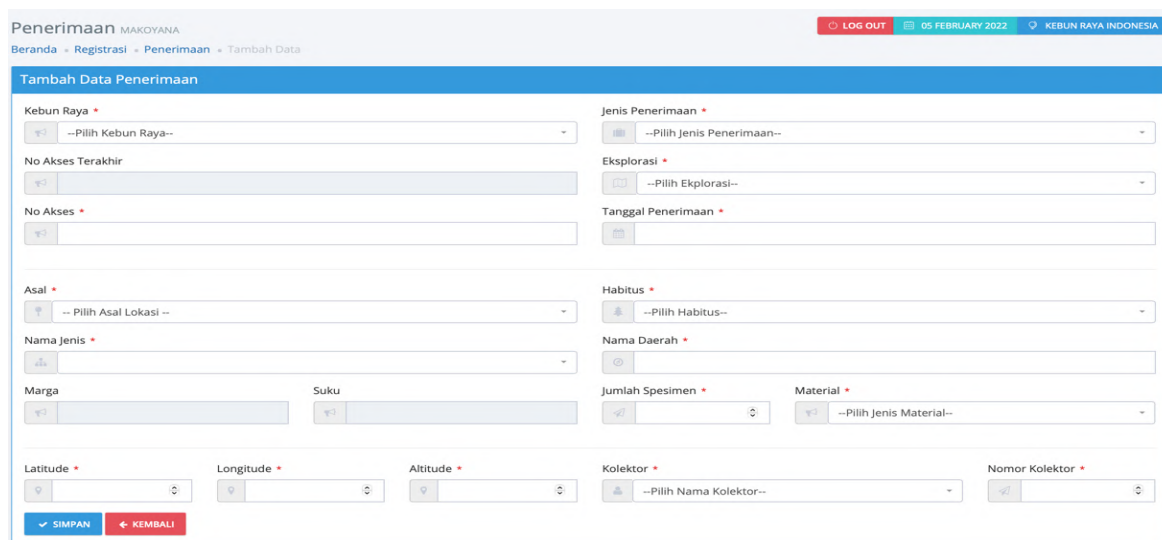 Penerimaan MAKOYANA
LOG OUT 05 FEBRUARY 2022 KEBUN RAYA INDONESIA
Beranda Registrasi Penerimaan Tambah Data
Tambah Data Penerimaan
Kebun Raya * Jenis Penerimaan *
--Pilih Kebun Raya-- --Pilih Jenis Penerimaan--
No Akses Terakhir Eksplorasi *
--Pilih Ekplorasi--
No Akses * Tanggal Penerimaan *
Asal * Habitus *
-- Pilih Asal Lokasi -- --Pilih Habitus--
Nama Jenis * Nama Daerah *
Marga Suku Jumlah Spesimen * Material *
--Pilih Jenis Material--
Latitude * Longitude * Altitude * Kolektor * Nomor Kolektor *
--Pilih Nama Kolektor--
SIMPAN KEMBALI